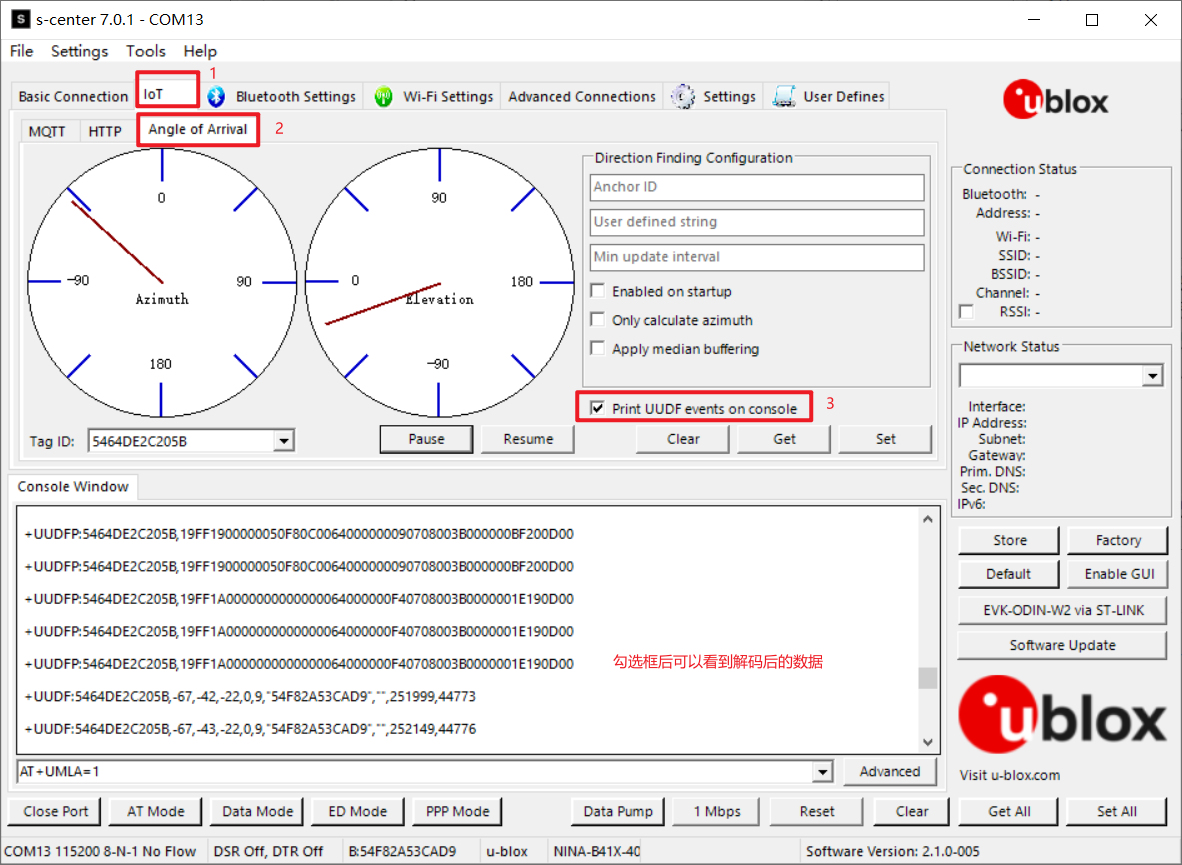 S s-center 7.0.1 - COM13
File Settings Tools Help
1
Basic Connection IoT Bluetooth Settings Wi-Fi Settings Advanced Connections Settings User Defines
MQTT HTTP Angle of Arrival 2
0
-90 90
Azimuth
180
90
0 180
Elevation
-90
Direction Finding Configuration
Anchor ID
User defined string
Min update interval
Enabled on startup
Only calculate azimuth
Apply median buffering
Print UUDF events on console 3
Tag ID: 5464DE2C205B Pause Resume Clear Get Set
Console Window
+UUDFP:5464DE2C205B,19FF1900000050F80C0064000000090708003B000000BF200D00
+UUDFP:5464DE2C205B,19FF1900000050F80C0064000000090708003B000000BF200D00
+UUDFP:5464DE2C205B,19FF1A0000000000000064000000F40708003B0000001E190D00
+UUDFP:5464DE2C205B,19FF1A0000000000000064000000F40708003B0000001E190D00
+UUDFP:5464DE2C205B,19FF1A0000000000000064000000F40708003B0000001E190D00
勾选框后可以看到解码后的数据
+UUDF:5464DE2C205B,-67,-42,-22,0,9,"54F82A53CAD9","",251999,44773
+UUDF:5464DE2C205B,-67,-43,-22,0,9,"54F82A53CAD9","",252149,44776
AT+UMLA=1 Advanced
ublox
Connection Status
Bluetooth: -
Address: -
Wi-Fi: -
SSID: -
BSSID: -
Channel: -
RSSI: -
Network Status
Interface:
IP Address:
Subnet:
Gateway:
Prim. DNS:
Sec. DNS:
IPv6:
Store Factory
Default Enable GUI
EVK-ODIN-W2 via ST-LINK
Software Update
ublox
Visit u-blox.com
Close Port AT Mode Data Mode ED Mode PPP Mode Data Pump 1 Mbps Reset Clear Get All Set All
COM13 115200 8-N-1 No Flow DSR Off, DTR Off B:54F82A53CAD9 u-blox NINA-B41X-40 Software Version: 2.1.0-005